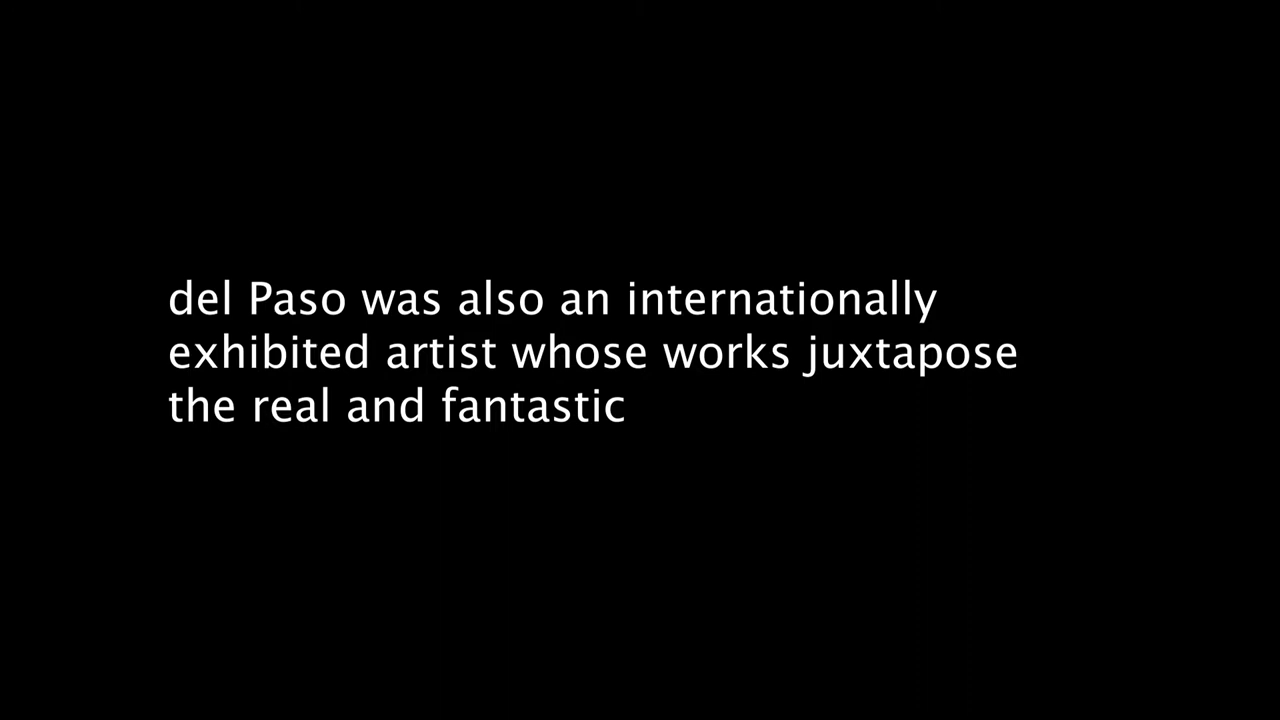 del Paso was also an internationally
exhibited artist whose works juxtapose
the real and fantastic